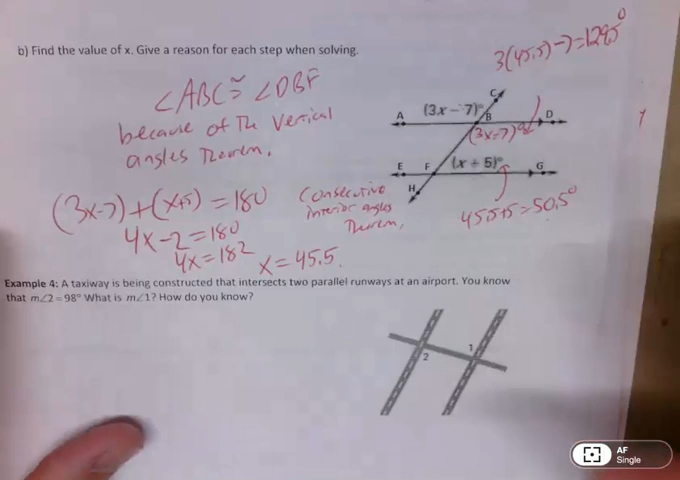 3(45.5)-7=129.5°
b) Find the value of x. Give a reason for each step when solving.
∠ABC ≅ ∠DBF
because of The Vertical
angles Theorem.
C
A
(3x – 7)°
B
D
(3x-7)°
E
F
(x + 5)°
G
H
(3x-7)+(x+5)=180
Consecutive
interior angles
Theorem.
45.5+5=50.5°
4x-2=180
4x=182
x=45.5.
Example 4: A taxiway is being constructed that intersects two parallel runways at an airport. You know
that m∠2 = 98° What is m∠1? How do you know?
1
2
AF
Single